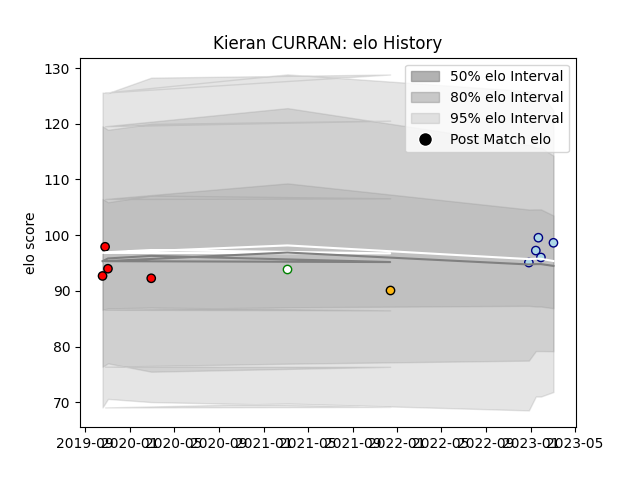 Kieran CURRAN: elo History
130
120
110
100
90
80
70
elo score
50% elo Interval
80% elo Interval
95% elo Interval
Post Match elo
2019-09 2020-01 2020-05 2020-09 2021-01 2021-05 2021-09 2022-01 2022-05 2022-09 2023-01 2023-05